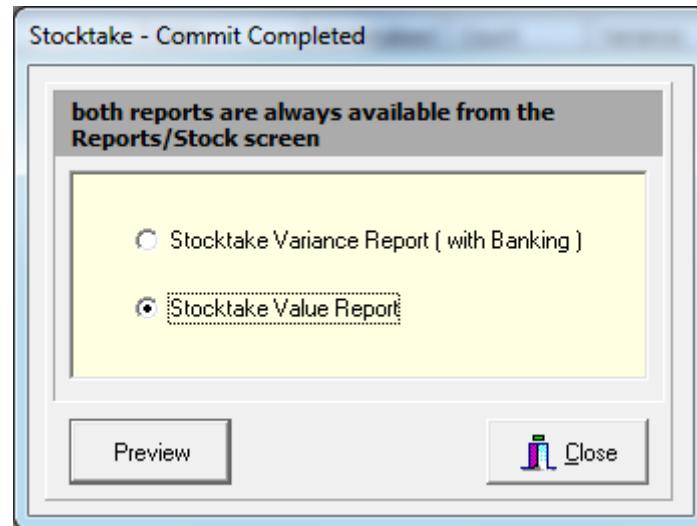 Stocktake - Commit Completed
both reports are always available from the
Reports/Stock screen
Stocktake Variance Report ( with Banking )
Stocktake Value Report
Preview
Close